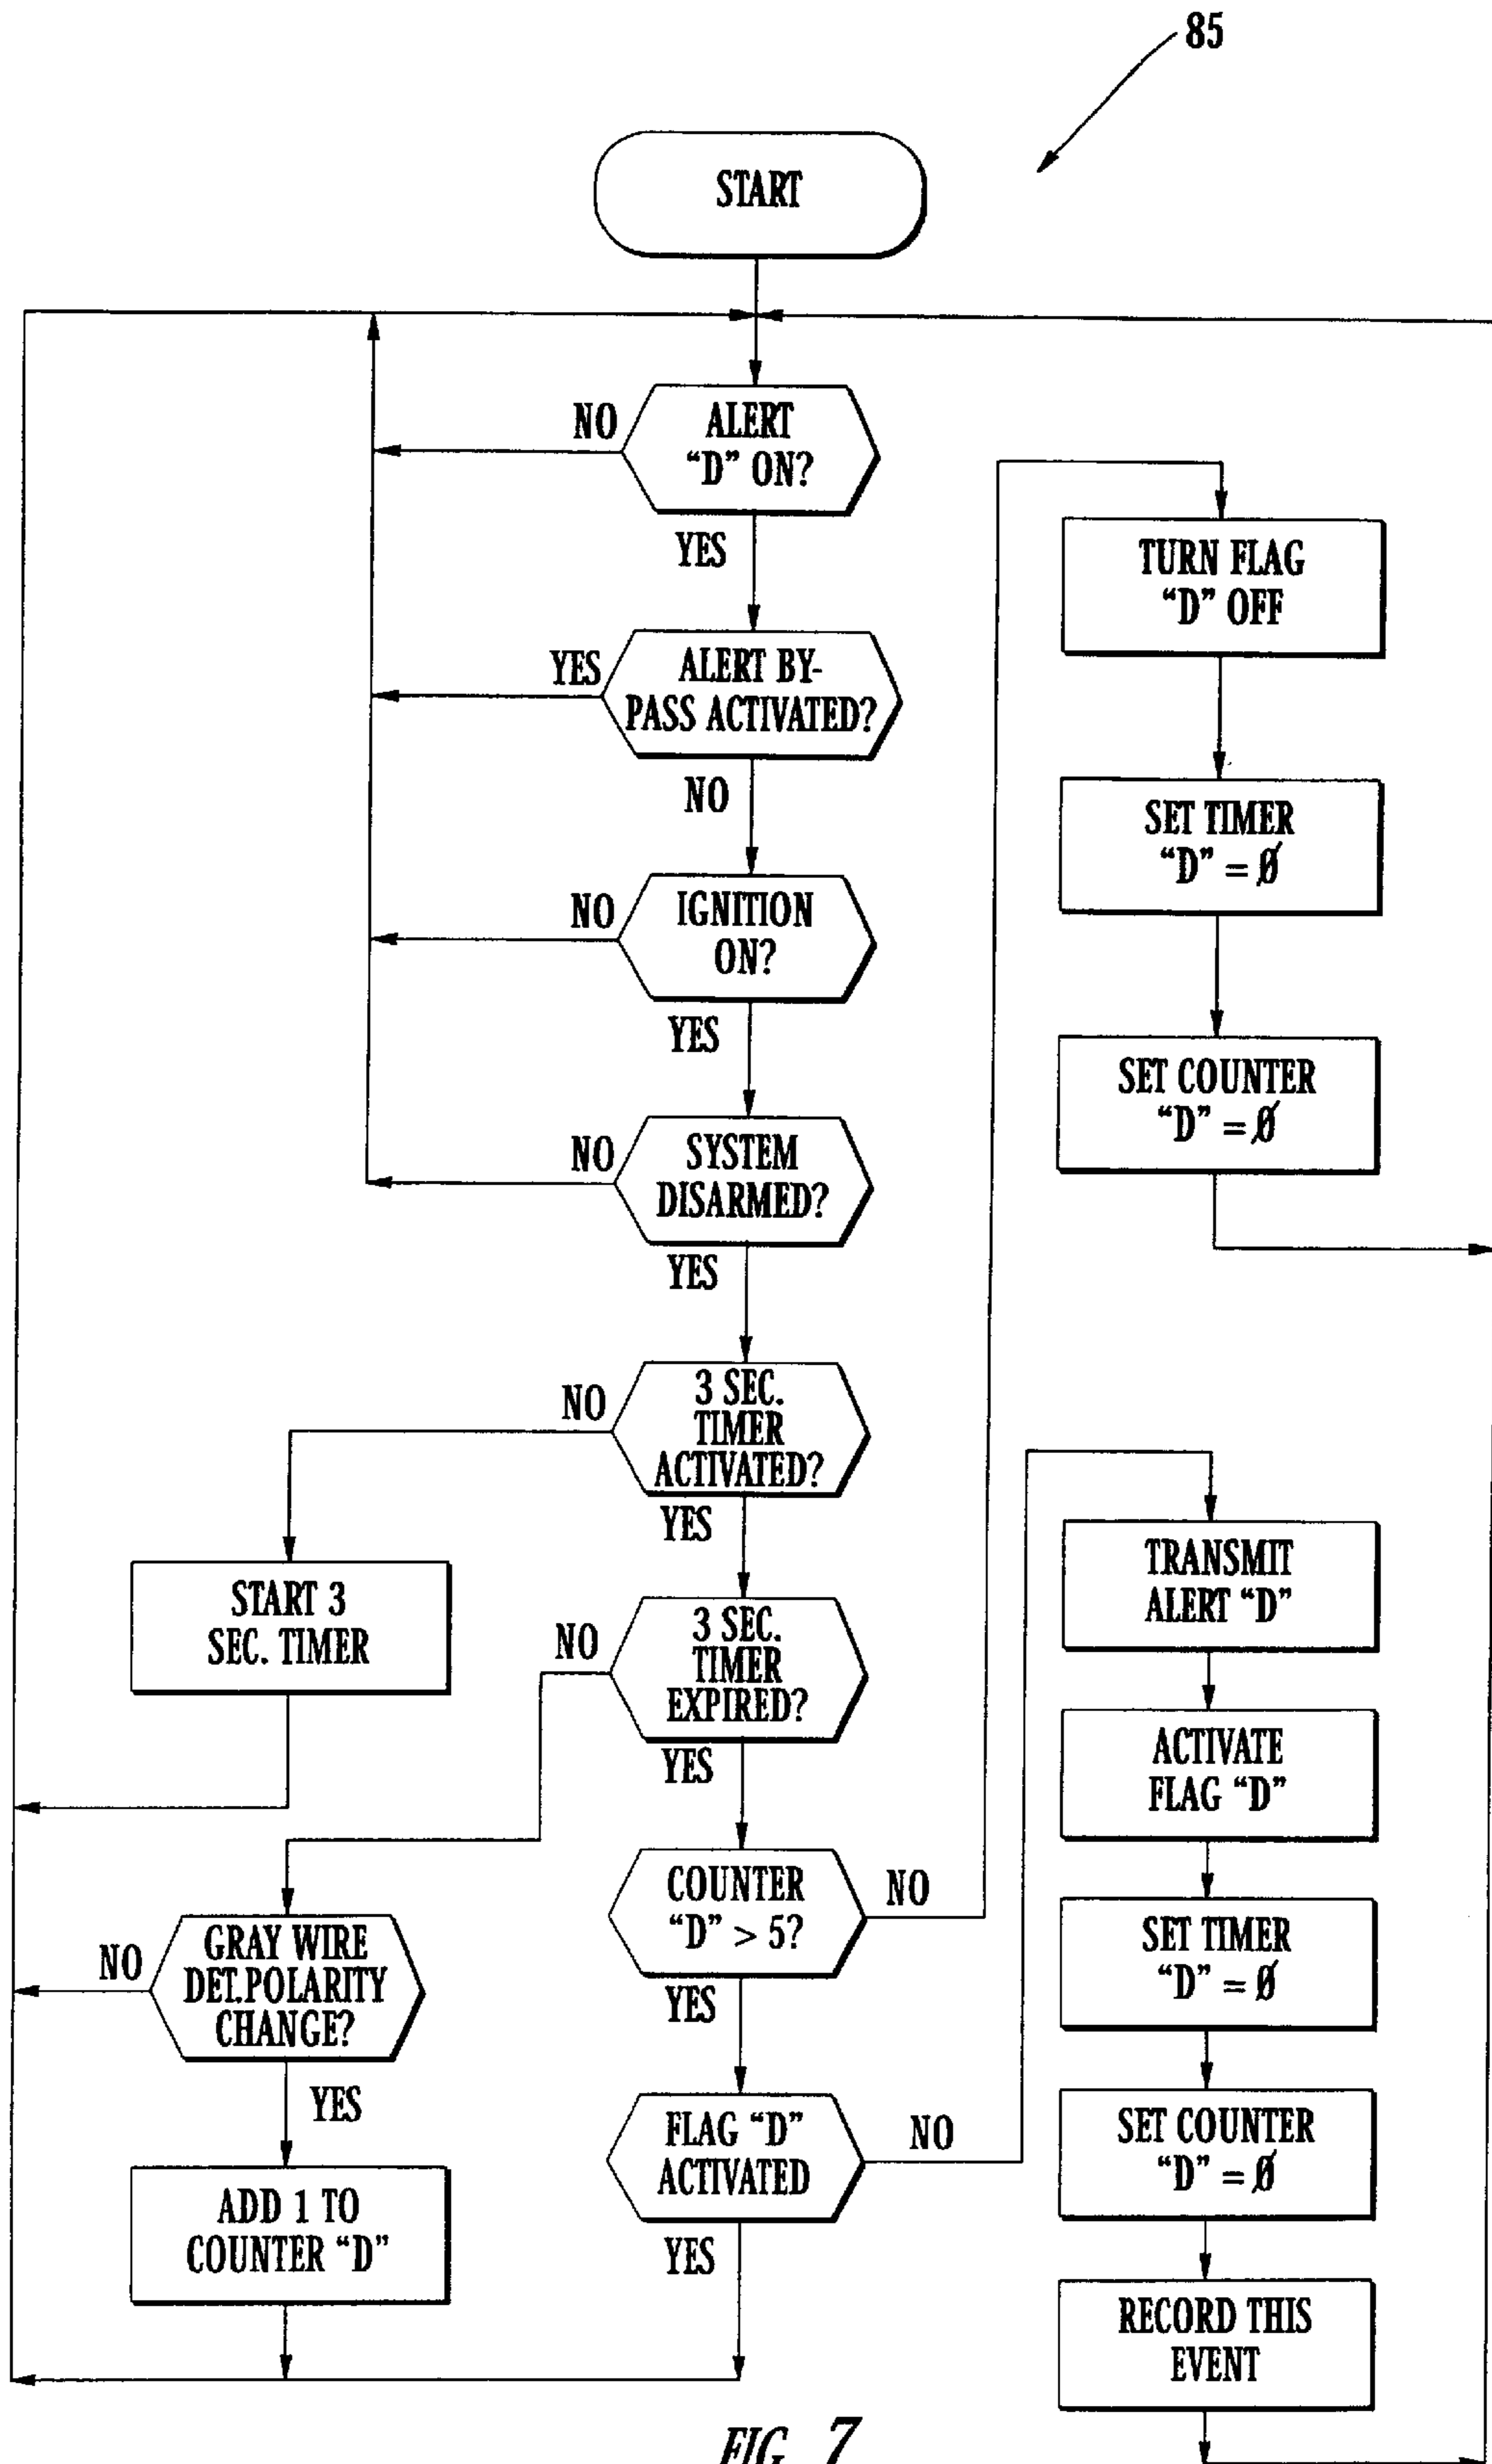 85
START
NO
ALERT
“D” ON?
YES
TURN FLAG
“D” OFF
YES
ALERT BY-
PASS ACTIVATED?
NO
SET TIMER
“D” = Ø
NO
IGNITION
ON?
YES
SET COUNTER
“D” = Ø
NO
SYSTEM
DISARMED?
YES
NO
3 SEC.
TIMER
ACTIVATED?
YES
START 3
SEC. TIMER
NO
3 SEC.
TIMER
EXPIRED?
YES
TRANSMIT
ALERT “D”
ACTIVATE
FLAG “D”
COUNTER
“D” > 5?
NO
YES
NO
GRAY WIRE
DET.POLARITY
CHANGE?
YES
SET TIMER
“D” = Ø
FLAG “D”
ACTIVATED
NO
YES
SET COUNTER
“D” = Ø
ADD 1 TO
COUNTER “D”
RECORD THIS
EVENT
FIG. 7